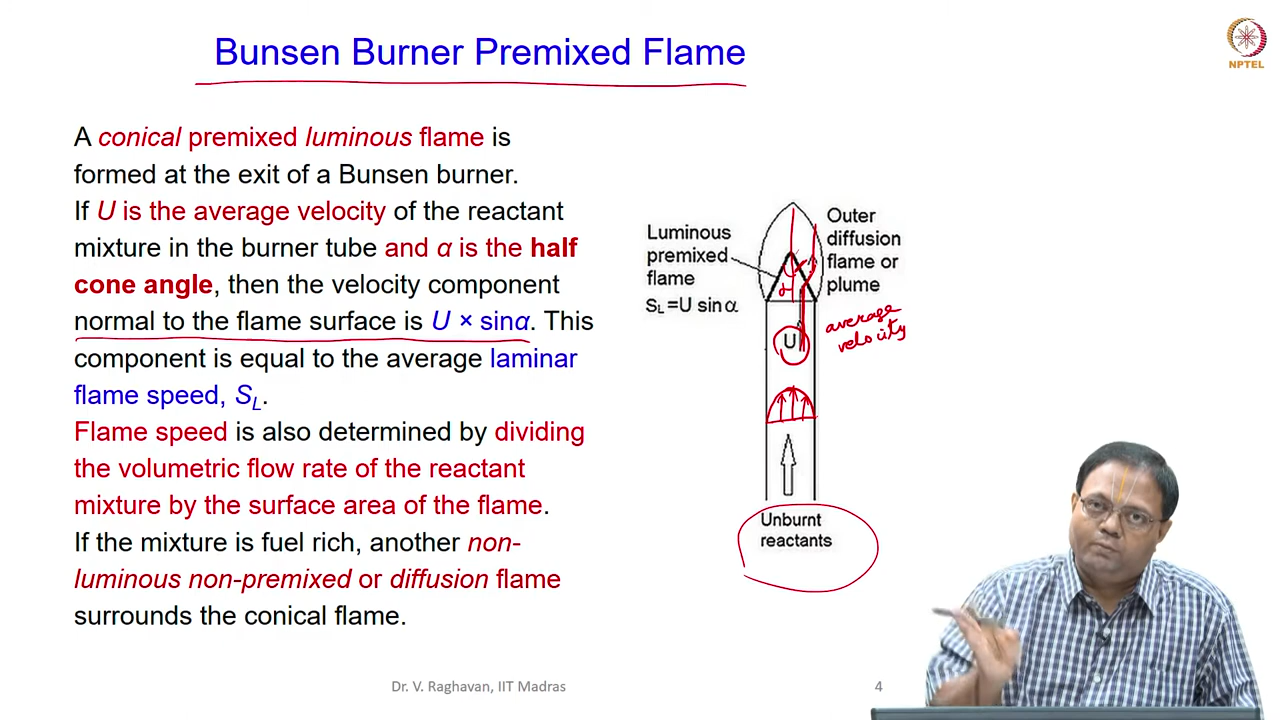 Bunsen Burner Premixed Flame
NPTEL
A conical premixed luminous flame is
formed at the exit of a Bunsen burner.
If U is the average velocity of the reactant
mixture in the burner tube and α is the half
cone angle, then the velocity component
normal to the flame surface is U × sinα. This
component is equal to the average laminar
flame speed, SL.
Flame speed is also determined by dividing
the volumetric flow rate of the reactant
mixture by the surface area of the flame.
If the mixture is fuel rich, another non-
luminous non-premixed or diffusion flame
surrounds the conical flame.
Luminous
premixed
flame
SL=U sinα
Outer
diffusion
flame or
plume
α
average
velocity
U
Unburnt
reactants
Dr. V. Raghavan, IIT Madras
4